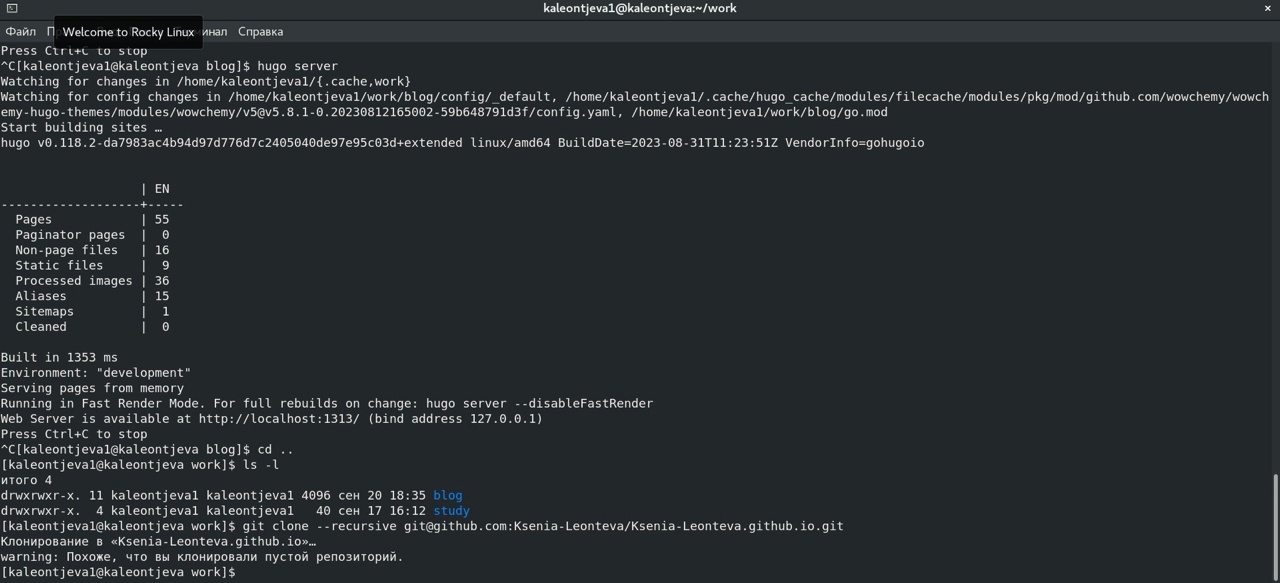 kaleontjeva1@kaleontjeva:~/work
Файл П Welcome to Rocky Linux инал Справка
Press Ctrl+C to stop
^C[kaleontjeva1@kaleontjeva blog]$ hugo server
Watching for changes in /home/kaleontjeva1/{.cache,work}
Watching for config changes in /home/kaleontjeva1/work/blog/config/_default, /home/kaleontjeva1/.cache/hugo_cache/modules/filecache/modules/pkg/mod/github.com/wowchemy/wowch
emy-hugo-themes/modules/wowchemy/v5@v5.8.1-0.20230812165002-59b648791d3f/config.yaml, /home/kaleontjeva1/work/blog/go.mod
Start building sites …
hugo v0.118.2-da7983ac4b94d97d776d7c2405040de97e95c03d+extended linux/amd64 BuildDate=2023-08-31T11:23:51Z VendorInfo=gohugoio
                   | EN
-------------------+-----
  Pages            | 55
  Paginator pages  |  0
  Non-page files   | 16
  Static files     |  9
  Processed images | 36
  Aliases          | 15
  Sitemaps         |  1
  Cleaned          |  0
Built in 1353 ms
Environment: "development"
Serving pages from memory
Running in Fast Render Mode. For full rebuilds on change: hugo server --disableFastRender
Web Server is available at http://localhost:1313/ (bind address 127.0.0.1)
Press Ctrl+C to stop
^C[kaleontjeva1@kaleontjeva blog]$ cd ..
[kaleontjeva1@kaleontjeva work]$ ls -l
итого 4
drwxrwxr-x. 11 kaleontjeva1 kaleontjeva1 4096 сен 20 18:35 blog
drwxrwxr-x.  4 kaleontjeva1 kaleontjeva1   40 сен 17 16:12 study
[kaleontjeva1@kaleontjeva work]$ git clone --recursive git@github.com:Ksenia-Leonteva/Ksenia-Leonteva.github.io.git
Клонирование в «Ksenia-Leonteva.github.io»…
warning: Похоже, что вы клонировали пустой репозиторий.
[kaleontjeva1@kaleontjeva work]$